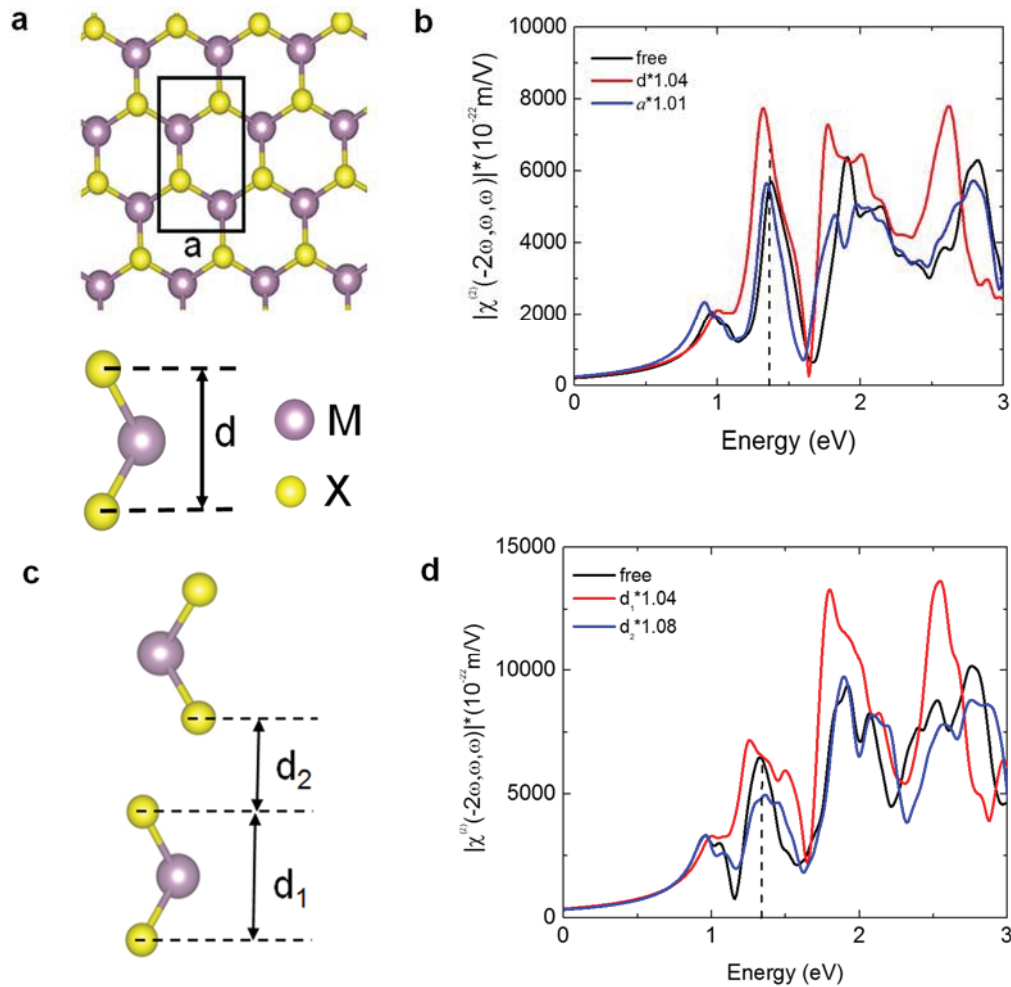 a
a
d
M
X
b
10000
8000
6000
4000
2000
0
0
1
2
3
free
d*1.04
a*1.01
|χ⁽²⁾(-2ω,ω,ω)|*(10⁻²²m/V)
Energy (eV)
c
d₂
d₁
d
15000
10000
5000
0
0
1
2
3
free
d₁*1.04
d₂*1.08
|χ⁽²⁾(-2ω,ω,ω)|*(10⁻²²m/V)
Energy (eV)